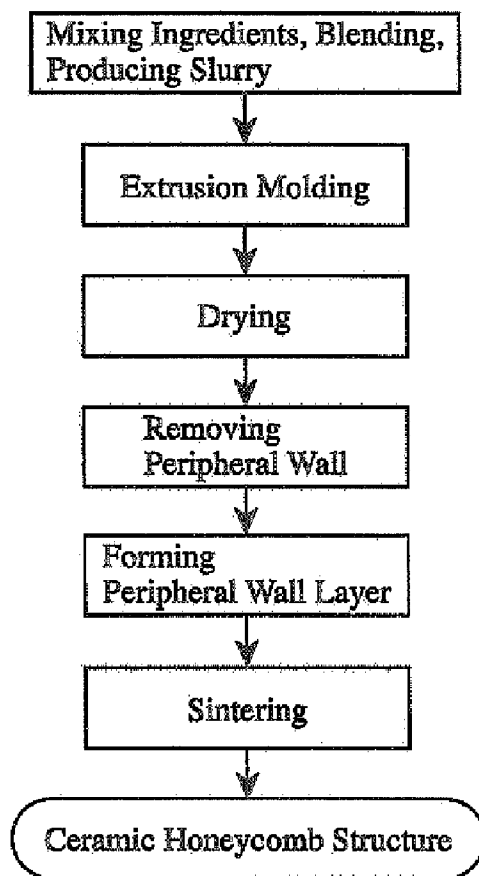 Mixing Ingredients, Blending,
Producing Slurry
Extrusion Molding
Drying
Removing
Peripheral Wall
Forming
Peripheral Wall Layer
Sintering
Ceramic Honeycomb Structure